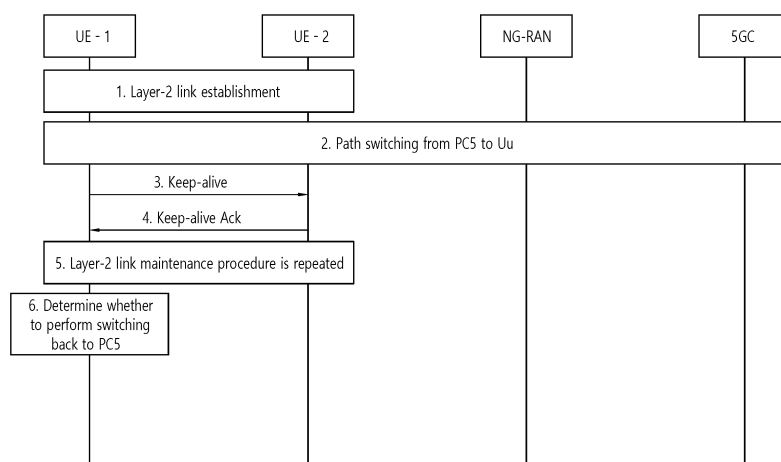 UE - 1
UE - 2
NG-RAN
5GC
1. Layer-2 link establishment
2. Path switching from PC5 to Uu
3. Keep-alive
4. Keep-alive Ack
5. Layer-2 link maintenance procedure is repeated
6. Determine whether
to perform switching
back to PC5